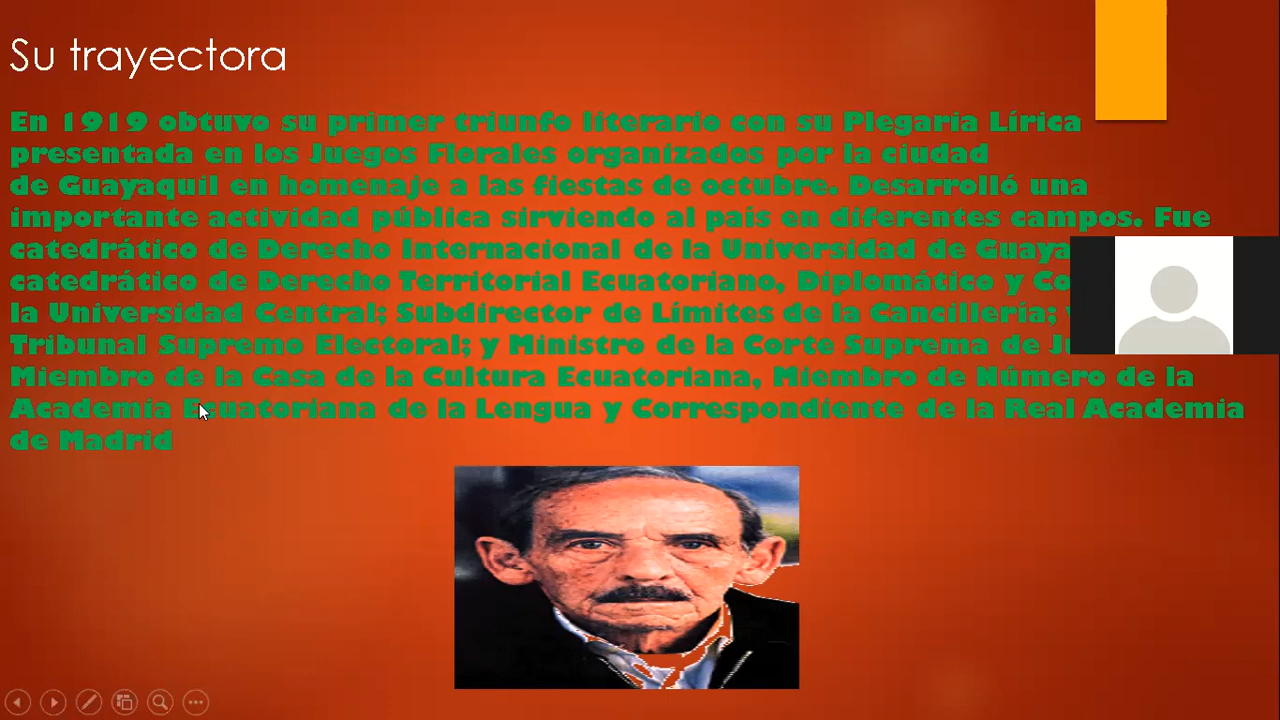 Su trayectora
En 1919 obtuvo su primer triunfo literario con su Plegaria Lírica
presentada en los Juegos Florales organizados por la ciudad
de Guayaquil en homenaje a las fiestas de octubre. Desarrolló una
importante actividad pública sirviendo al país en diferentes campos. Fue
catedrático de Derecho Internacional de la Universidad de
catedrático de Derecho Territorial Ecuatoriano, Diplomático y
la Universidad Central; Subdirector de Límites de la Cancillería;
Tribunal Supremo Electoral; y Ministro de la Corte Suprema de
Miembro de la Casa de la Cultura Ecuatoriana, Miembro de Número de la
Academia Ecuatoriana de la Lengua y Correspondiente de la Real Academia
de Madrid